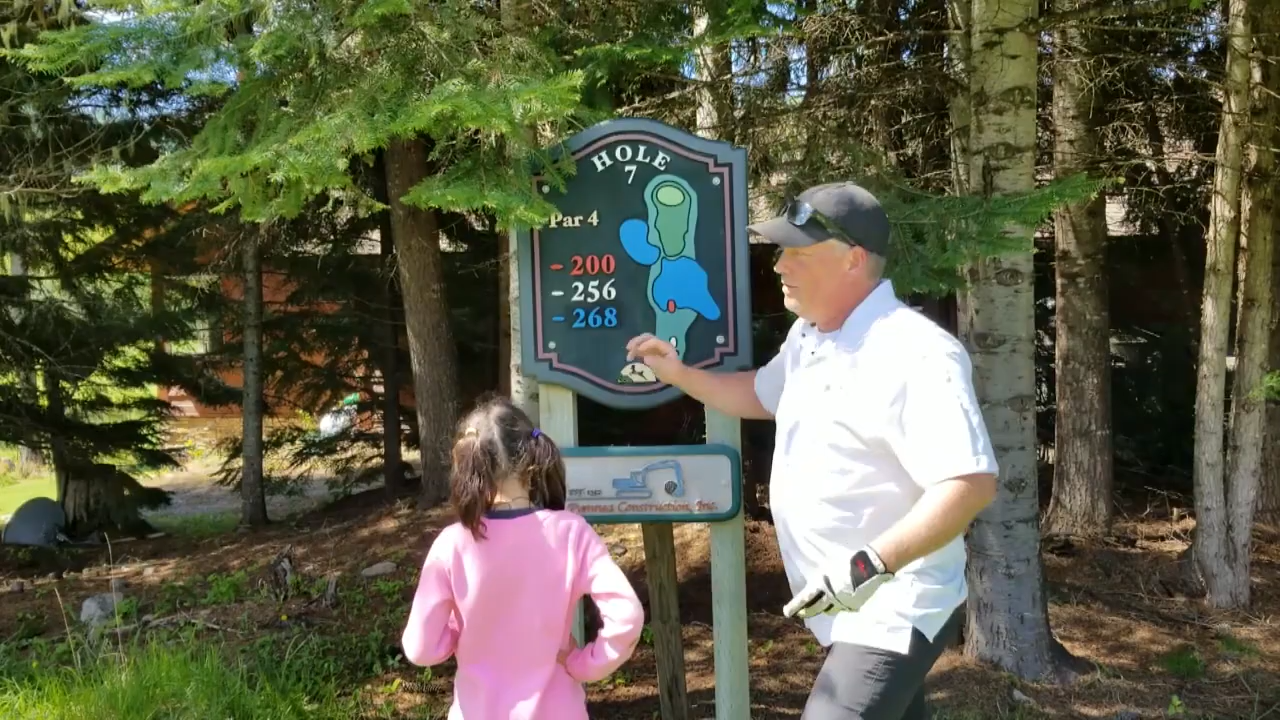 HOLE
7
Par 4
- 200
- 256
- 268
Construction, Inc.